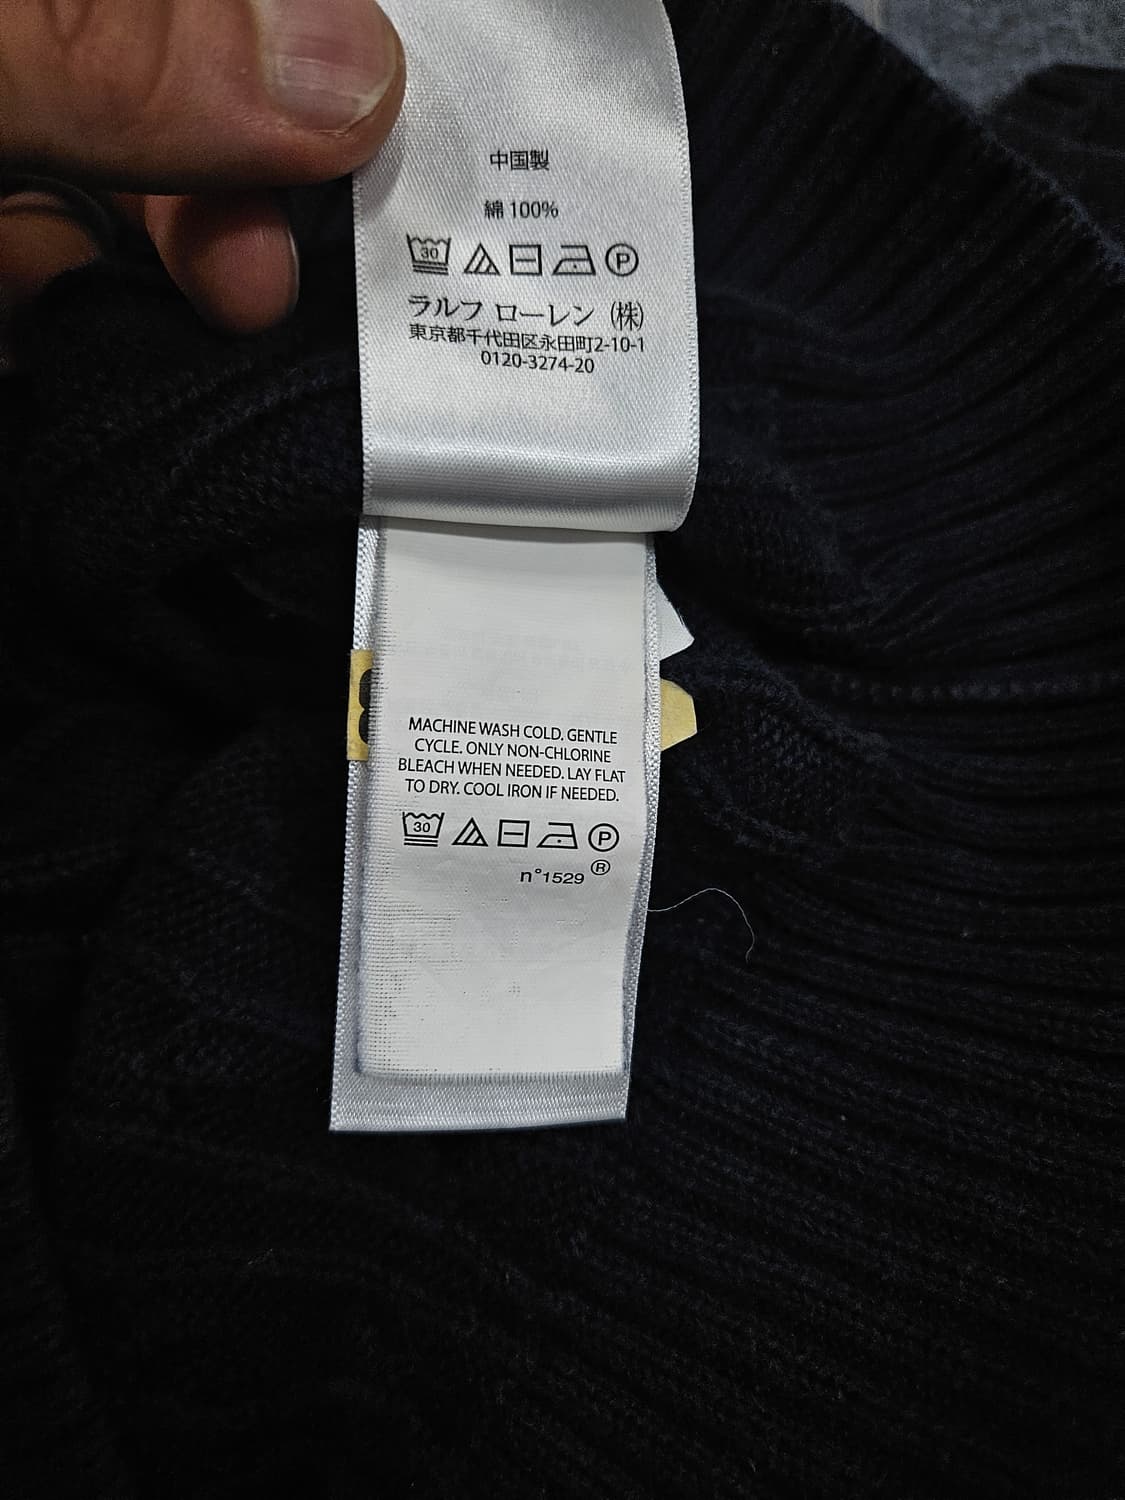 中国製
綿 100%
30 P
ラルフ ローレン (株)
東京都千代田区永田町2-10-1
0120-3274-20
MACHINE WASH COLD, GENTLE
CYCLE. ONLY NON-CHLORINE
BLEACH WHEN NEEDED. LAY FLAT
TO DRY. COOL IRON IF NEEDED.
30 P
n°1529 ®